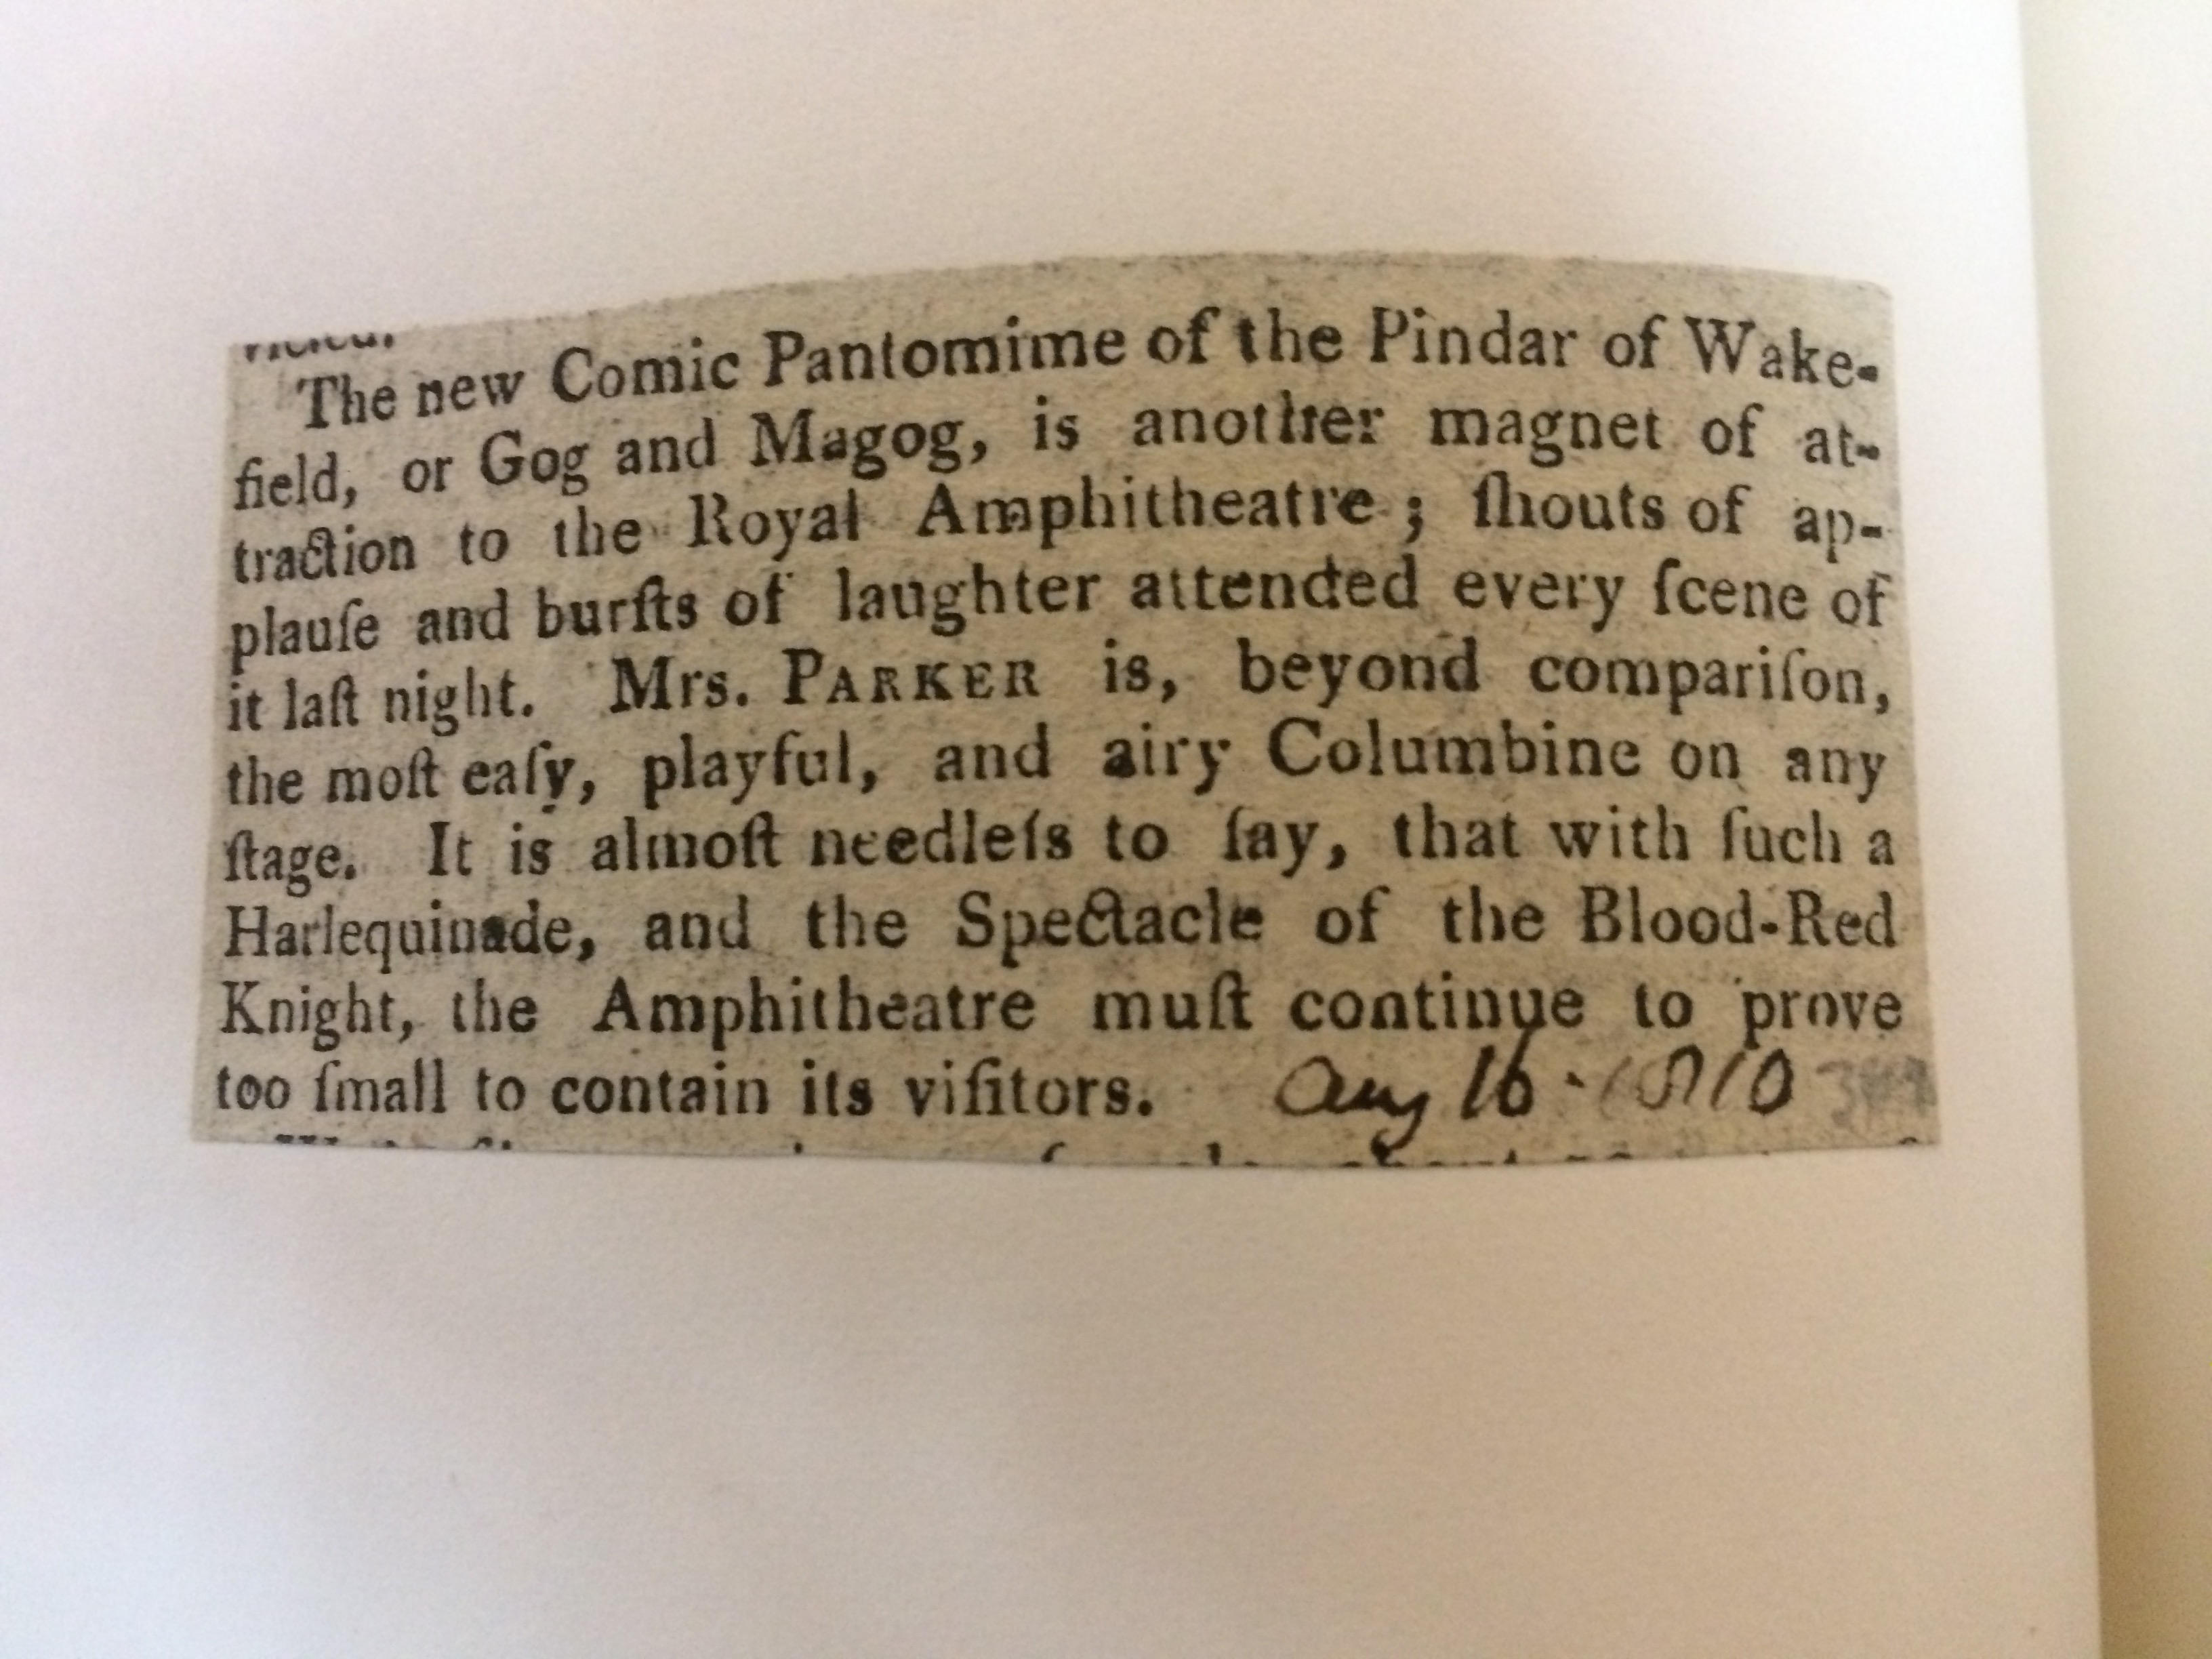 The new Comic Pantomime of the Pindar of Wake-
field, or Gog and Magog, is another magnet of at-
traction to the Royal Amphitheatre; ſhouts of ap-
plauſe and burſts of laughter attended every ſcene of
it laſt night. Mrs. PARKER is, beyond compariſon,
the moſt eaſy, playful, and airy Columbine on any
ſtage. It is almoſt needleſs to ſay, that with ſuch a
Harlequinade, and the Spectacle of the Blood-Red
Knight, the Amphitheatre muſt continue to prove
too ſmall to contain its viſitors. Aug 16 · 1810